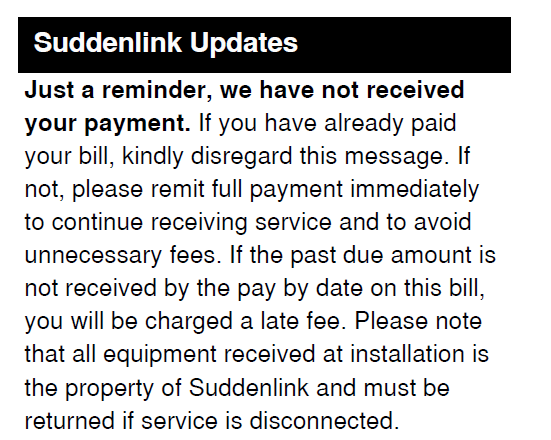 Suddenlink Updates
Just a reminder, we have not received
your payment. If you have already paid
your bill, kindly disregard this message. If
not, please remit full payment immediately
to continue receiving service and to avoid
unnecessary fees. If the past due amount is
not received by the pay by date on this bill,
you will be charged a late fee. Please note
that all equipment received at installation is
the property of Suddenlink and must be
returned if service is disconnected.